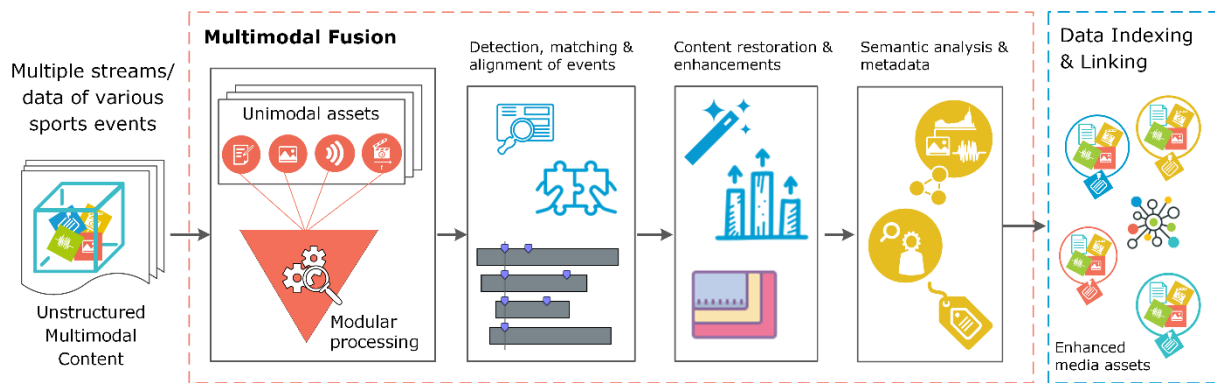 Multiple streams/
data of various
sports events
Unstructured
Multimodal
Content
Multimodal Fusion
Unimodal assets
Modular
processing
Detection, matching &
alignment of events
Content restoration &
enhancements
Semantic analysis &
metadata
Data Indexing
& Linking
Enhanced
media assets